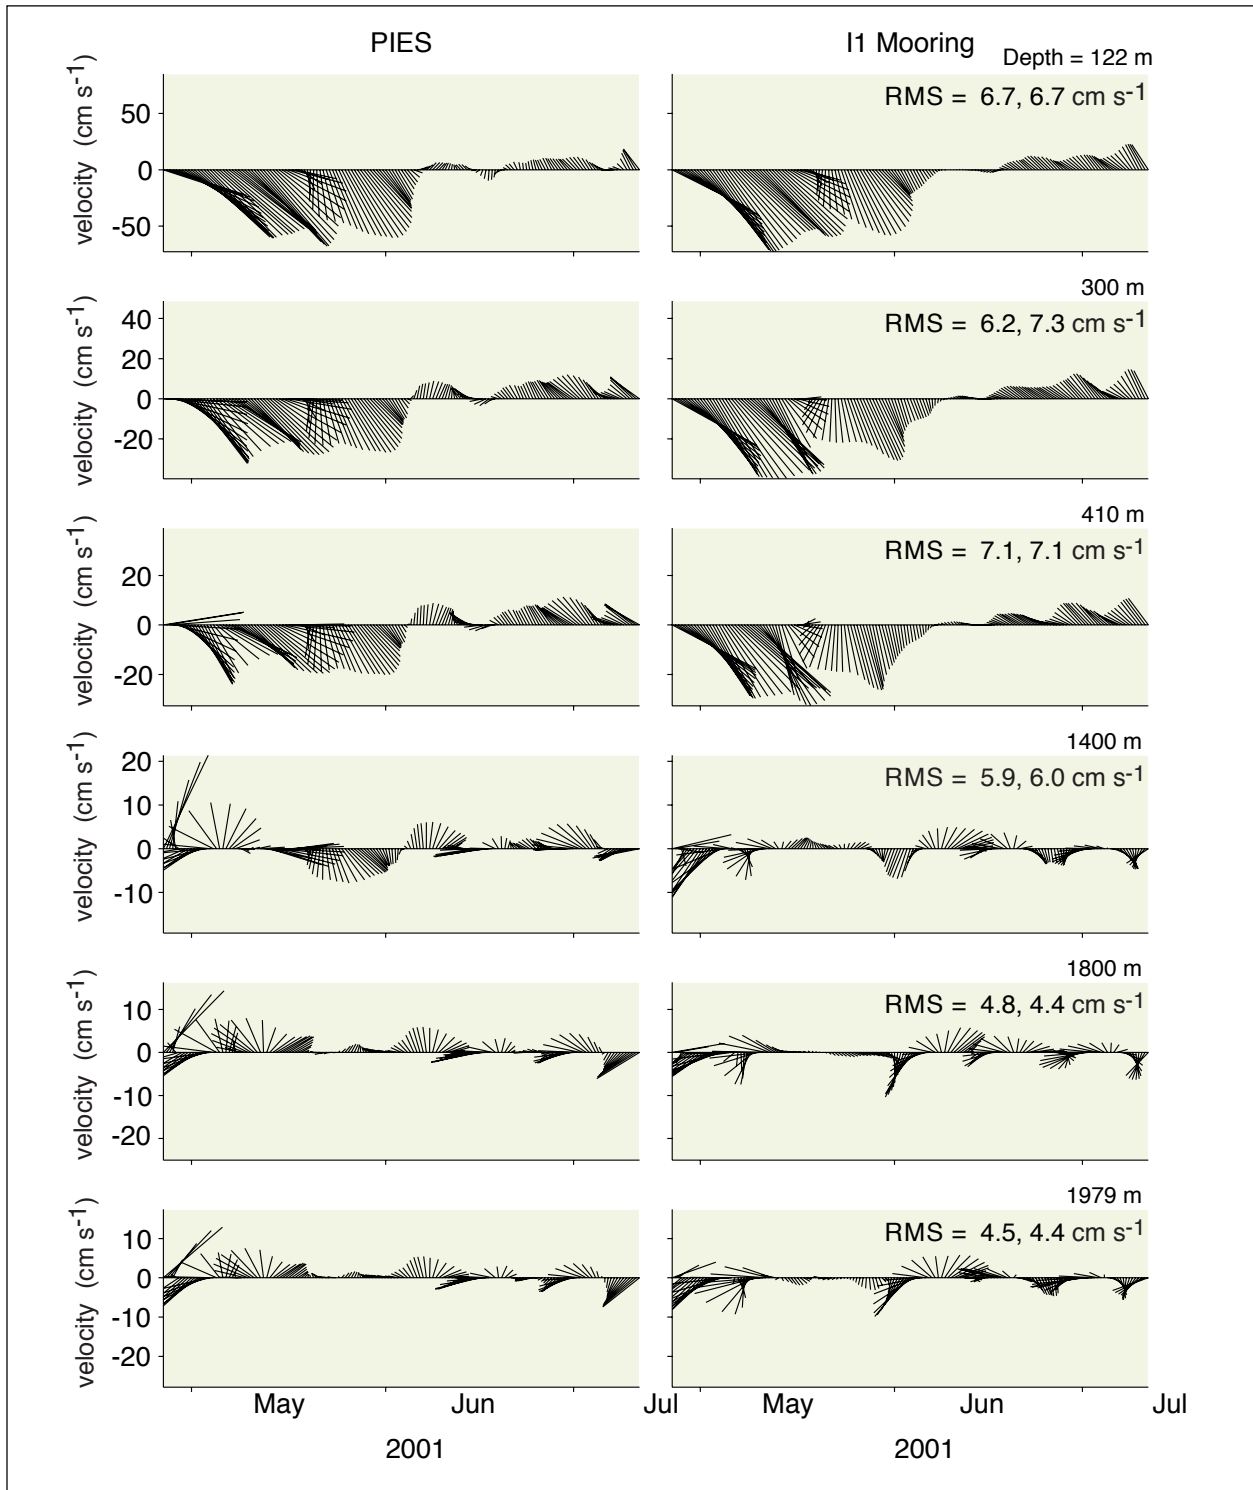 PIES
I1 Mooring
Depth = 122 m
velocity (cm s-1)
50
0
-50
RMS = 6.7, 6.7 cm s-1
300 m
velocity (cm s-1)
40
20
0
-20
RMS = 6.2, 7.3 cm s-1
410 m
velocity (cm s-1)
20
0
-20
RMS = 7.1, 7.1 cm s-1
1400 m
velocity (cm s-1)
20
10
0
-10
RMS = 5.9, 6.0 cm s-1
1800 m
velocity (cm s-1)
10
0
-10
-20
RMS = 4.8, 4.4 cm s-1
1979 m
velocity (cm s-1)
10
0
-10
-20
RMS = 4.5, 4.4 cm s-1
May Jun Jul May Jun Jul
2001 2001